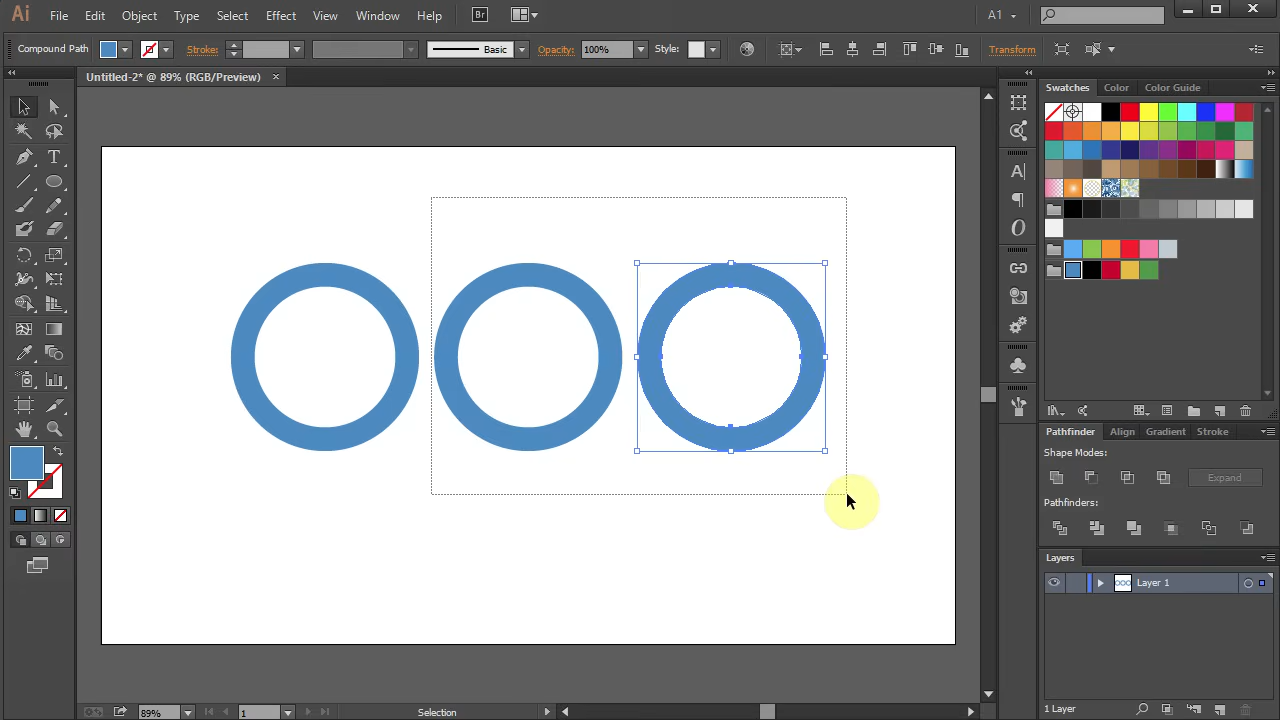 Ai File Edit Object Type Select Effect View Window Help Br A1
Compound Path Stroke: Basic Opacity: 100% Style: Transform
Untitled-2* @ 89% (RGB/Preview) ×
Swatches Color Color Guide
Pathfinder Align Gradient Stroke
Shape Modes:
Expand
Pathfinders:
Layers
Layer 1
1 Layer
89% 1 Selection